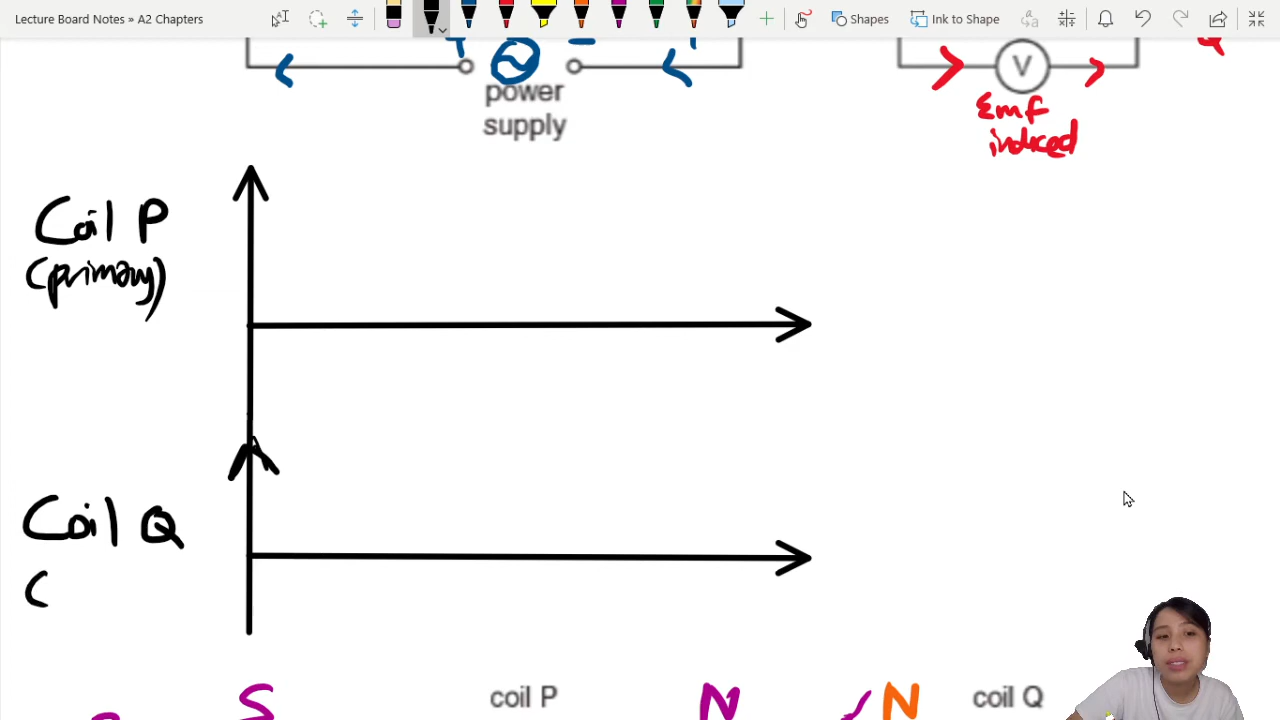 Lecture Board Notes » A2 Chapters
Shapes
Ink to Shape
+
–
power
supply
V
Q
Emf
induced
Coil P
(primary)
Coil Q
(
S
coil P
N
N
coil Q